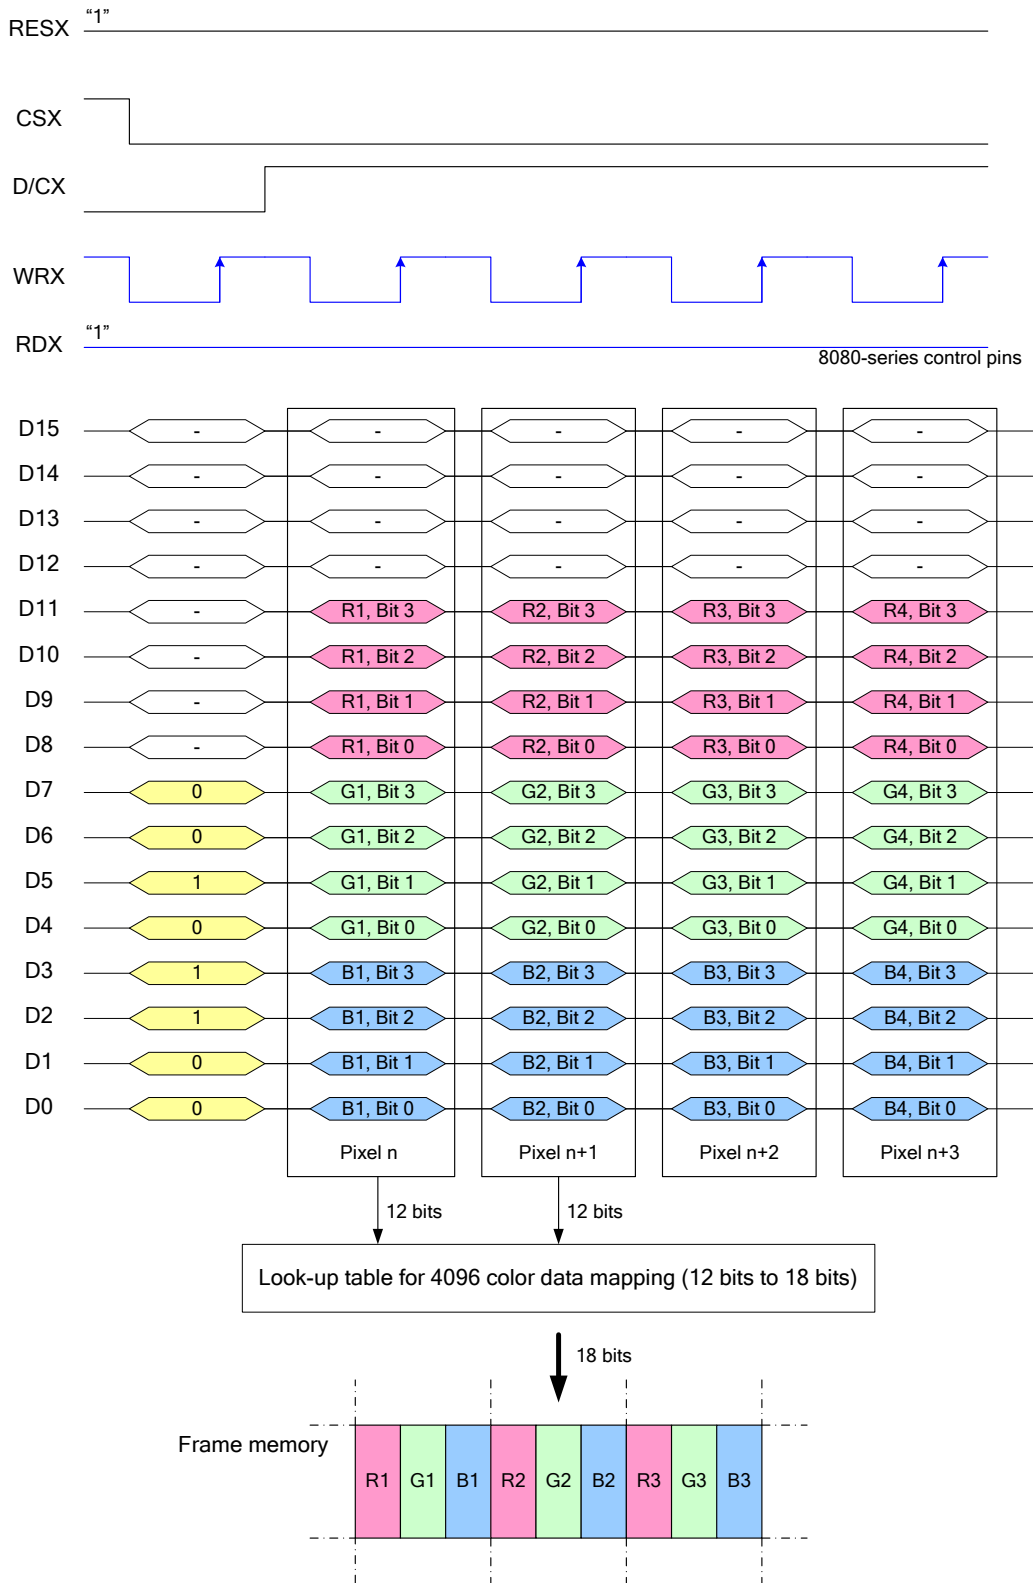 RESX "1"
CSX
D/CX
WRX
RDX "1"
8080-series control pins
D15 - - - - -
D14 - - - - -
D13 - - - - -
D12 - - - - -
D11 - R1, Bit 3 R2, Bit 3 R3, Bit 3 R4, Bit 3
D10 - R1, Bit 2 R2, Bit 2 R3, Bit 2 R4, Bit 2
D9 - R1, Bit 1 R2, Bit 1 R3, Bit 1 R4, Bit 1
D8 - R1, Bit 0 R2, Bit 0 R3, Bit 0 R4, Bit 0
D7 0 G1, Bit 3 G2, Bit 3 G3, Bit 3 G4, Bit 3
D6 0 G1, Bit 2 G2, Bit 2 G3, Bit 2 G4, Bit 2
D5 1 G1, Bit 1 G2, Bit 1 G3, Bit 1 G4, Bit 1
D4 0 G1, Bit 0 G2, Bit 0 G3, Bit 0 G4, Bit 0
D3 1 B1, Bit 3 B2, Bit 3 B3, Bit 3 B4, Bit 3
D2 1 B1, Bit 2 B2, Bit 2 B3, Bit 2 B4, Bit 2
D1 0 B1, Bit 1 B2, Bit 1 B3, Bit 1 B4, Bit 1
D0 0 B1, Bit 0 B2, Bit 0 B3, Bit 0 B4, Bit 0
Pixel n Pixel n+1 Pixel n+2 Pixel n+3
12 bits 12 bits
Look-up table for 4096 color data mapping (12 bits to 18 bits)
18 bits
Frame memory
R1 G1 B1 R2 G2 B2 R3 G3 B3